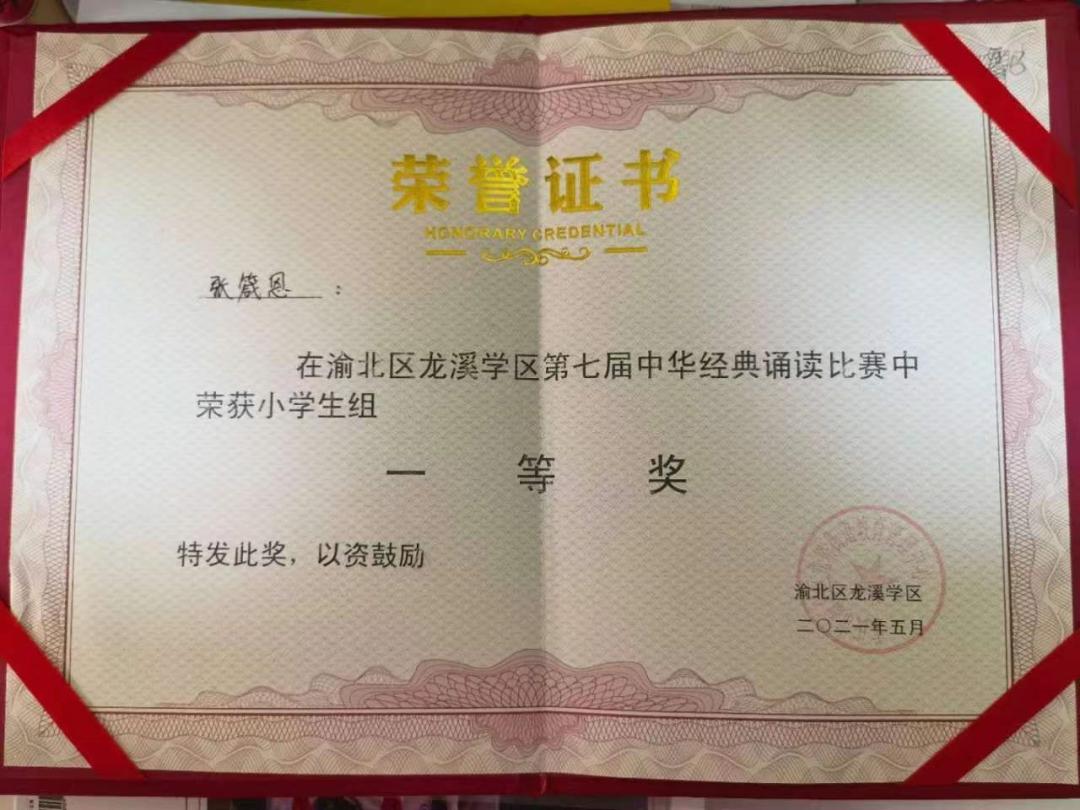 荣誉证书
HONORARY CREDENTIAL
张箴恩：
在渝北区龙溪学区第七届中华经典诵读比赛中
荣获小学生组
一等奖
特发此奖，以资鼓励
渝北区龙溪学区
二〇二一年五月